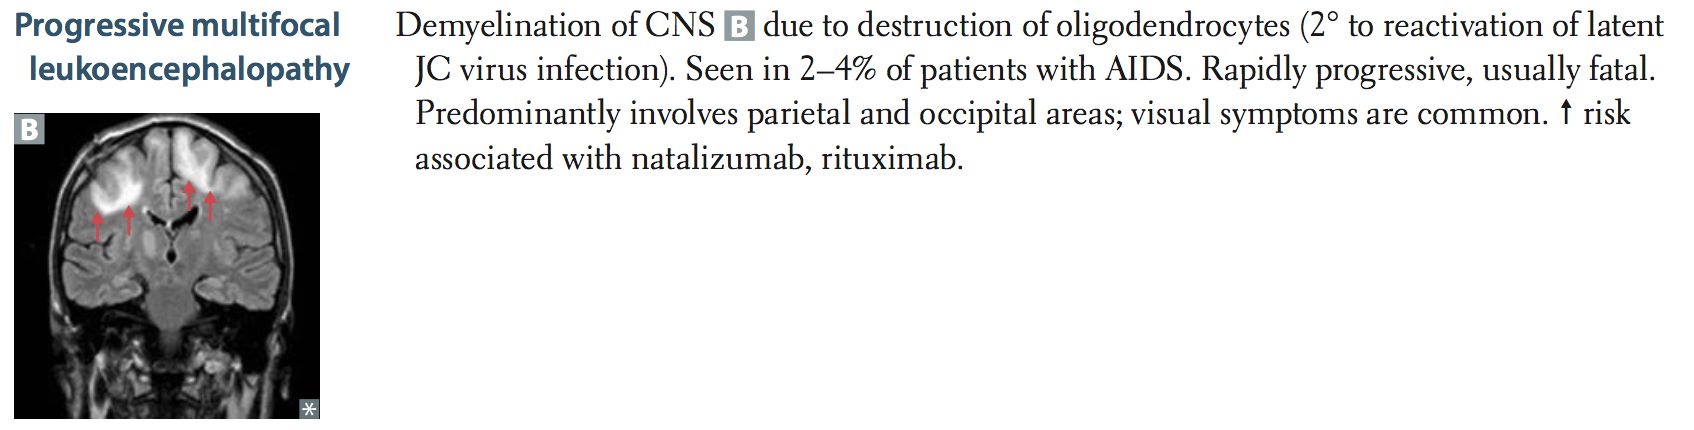 Progressive multifocal
leukoencephalopathy
B
Demyelination of CNS B due to destruction of oligodendrocytes (2° to reactivation of latent
JC virus infection). Seen in 2–4% of patients with AIDS. Rapidly progressive, usually fatal.
Predominantly involves parietal and occipital areas; visual symptoms are common. ↑ risk
associated with natalizumab, rituximab.
*